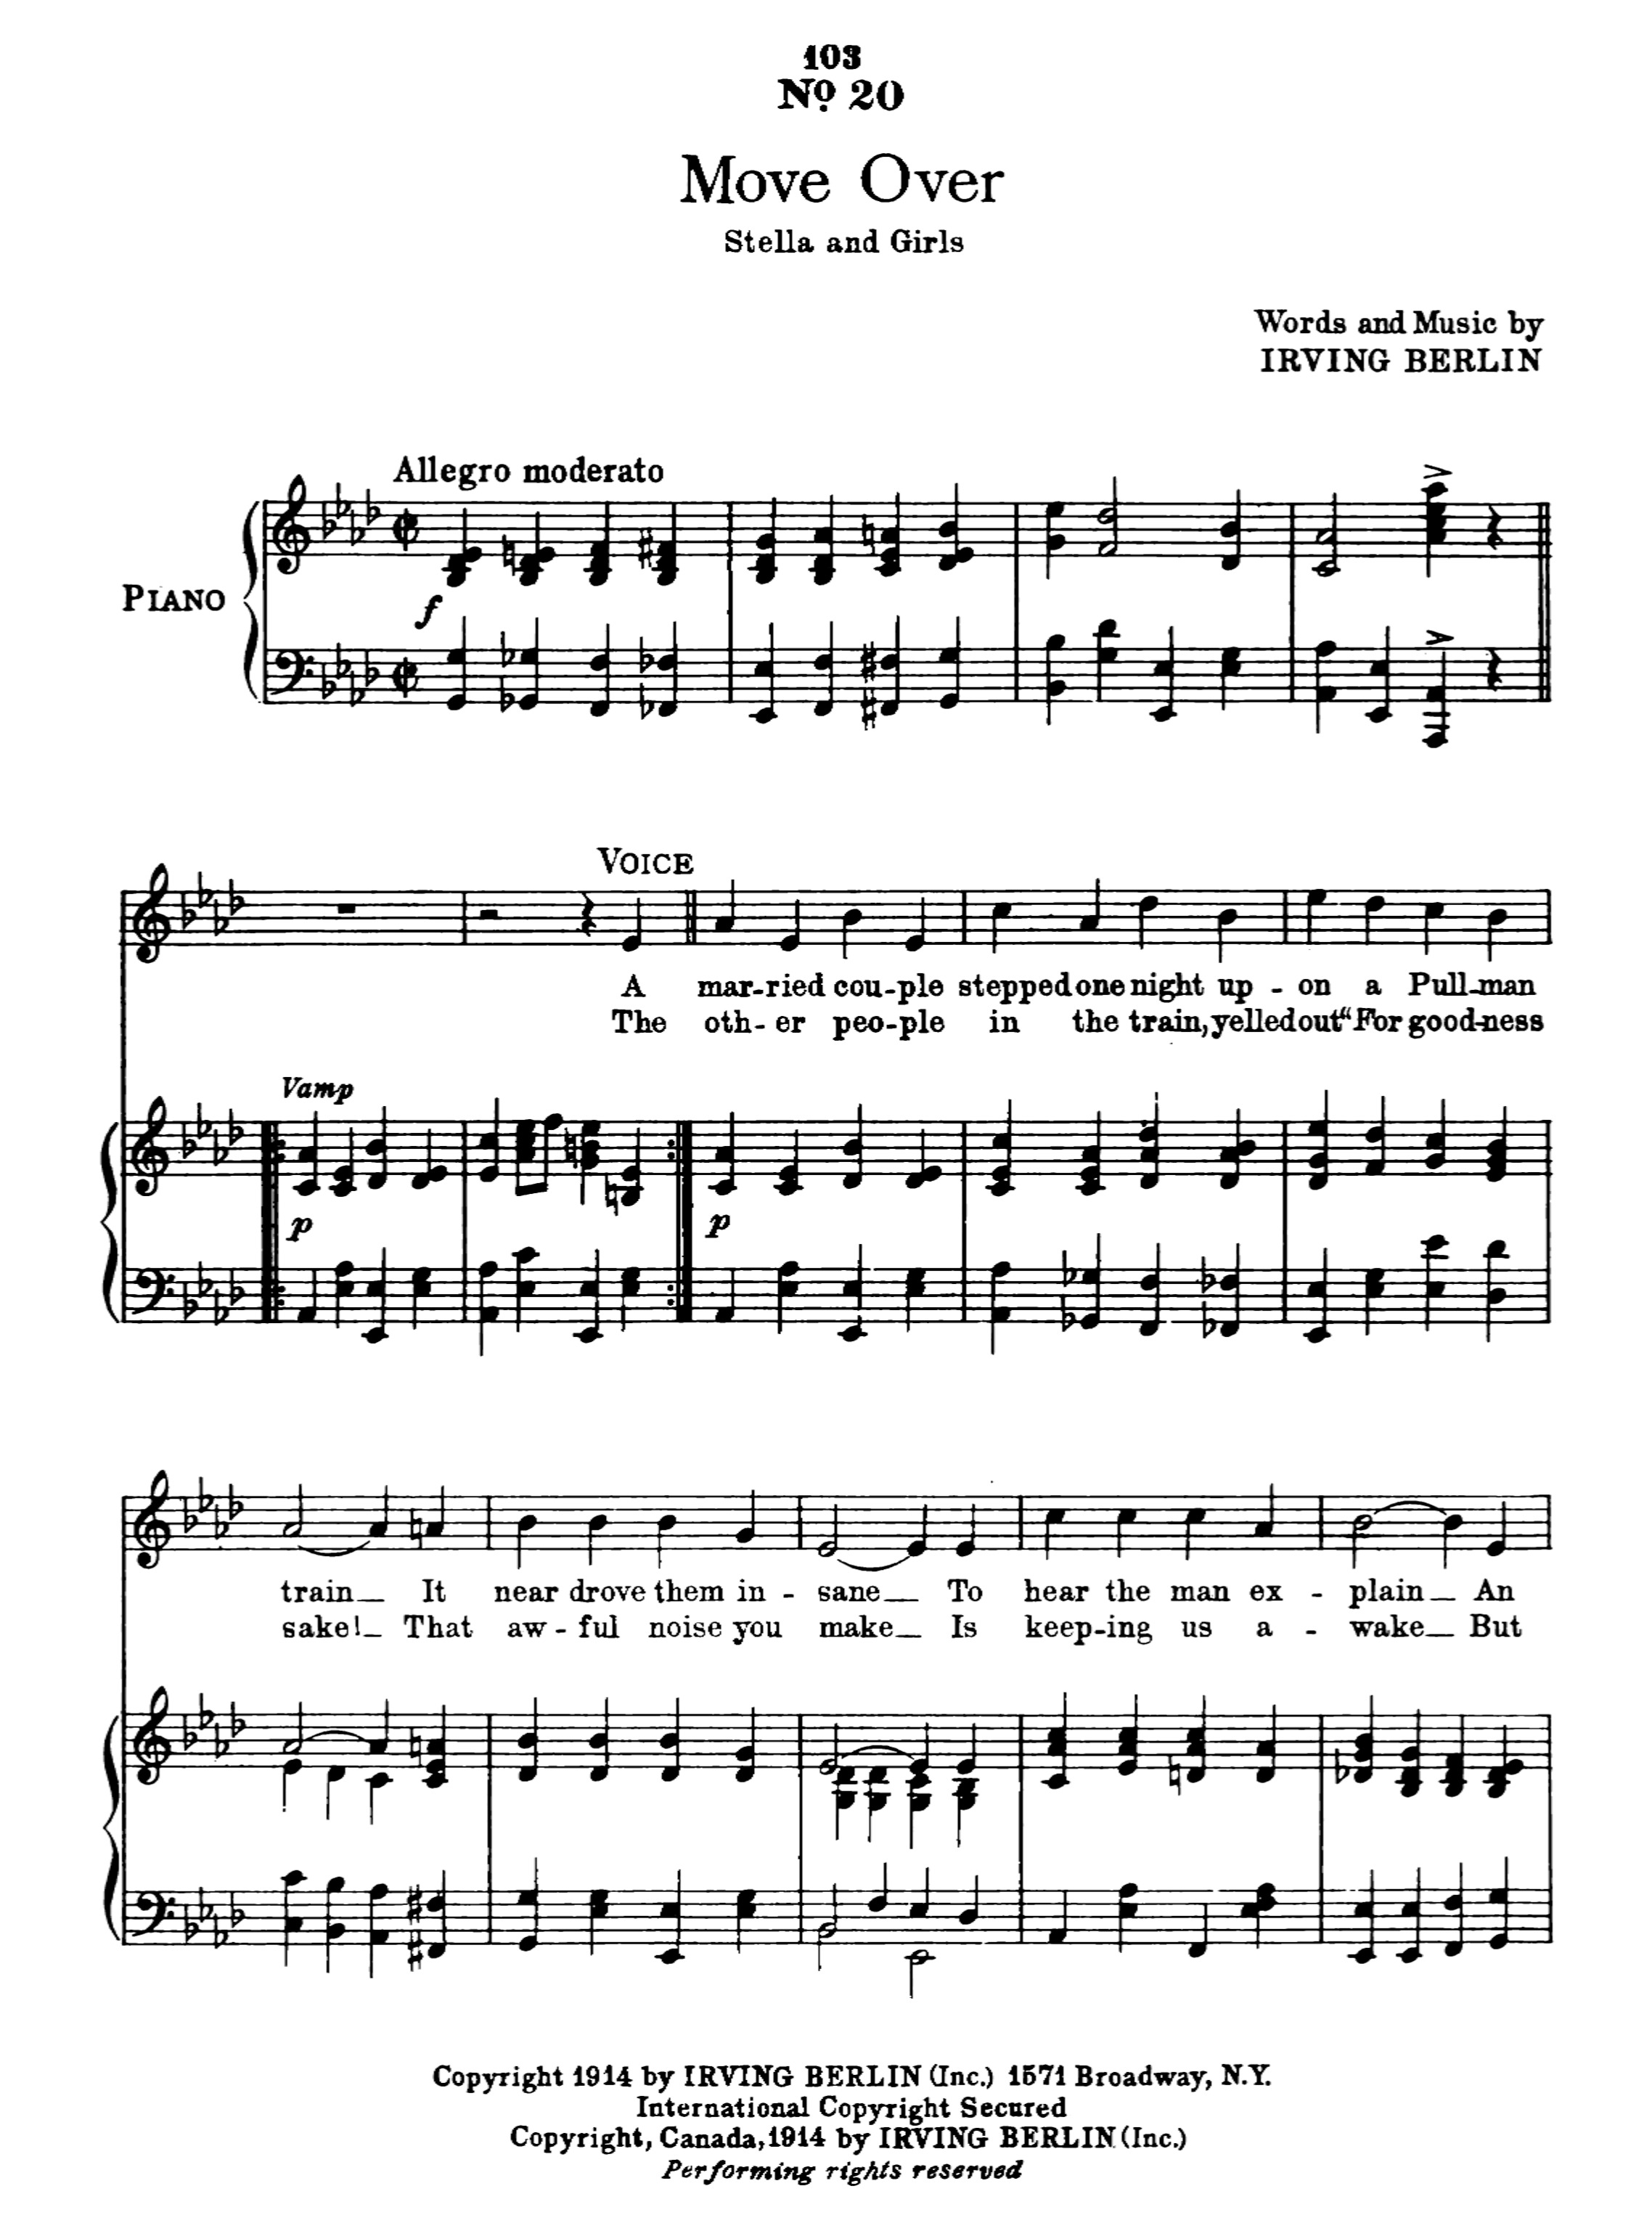 103
No. 20
Move Over
Stella and Girls
Words and Music by
IRVING BERLIN
Allegro moderato
PIANO
f
VOICE
A mar-ried cou-ple stepped one night up - on a Pull-man
The oth- er peo-ple in the train, yelled out "For good-ness
Vamp
p p
train_ It near drove them in - sane_ To hear the man ex - plain_ An
sake!_ That aw - ful noise you make_ Is keep-ing us a - wake_ But
Copyright 1914 by IRVING BERLIN (Inc.) 1571 Broadway, N.Y.
International Copyright Secured
Copyright, Canada, 1914 by IRVING BERLIN (Inc.)
Performing rights reserved